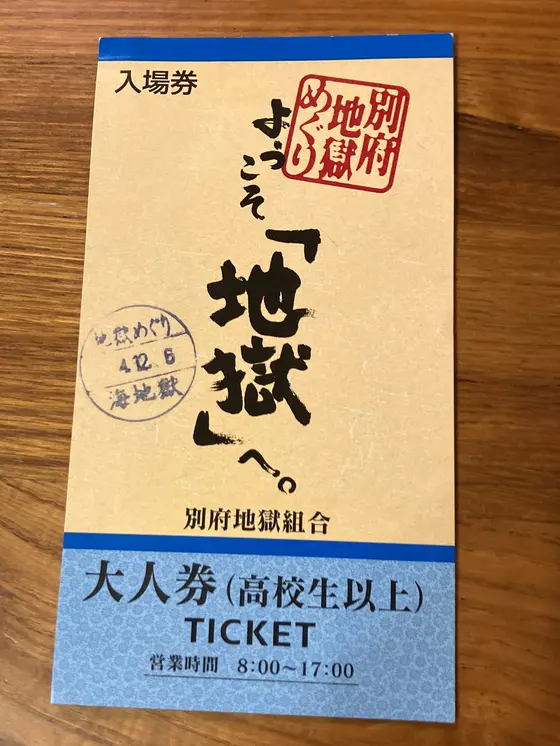 入場券
別府
地獄
めぐり
ようこそ
「地獄」へ。
地獄めぐり
4.12.6
海地獄
別府地獄組合
大人券(高校生以上)
TICKET
営業時間 8:00～17:00